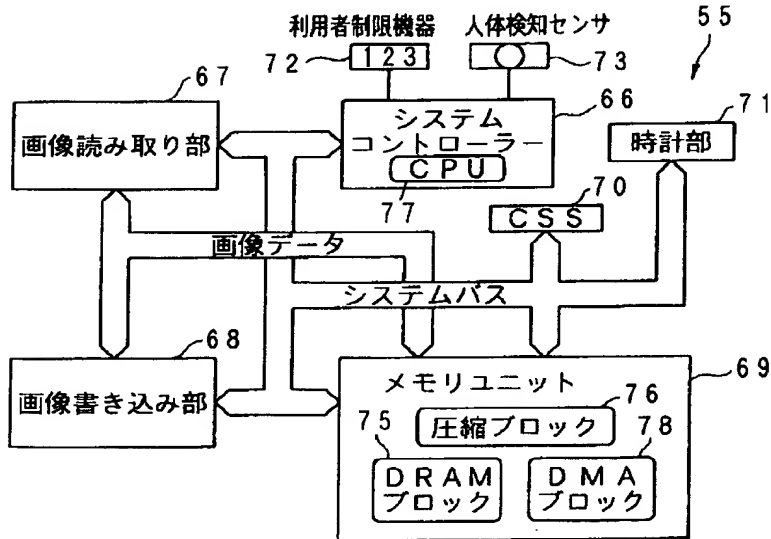 利用者制限機器
人体検知センサ
55
72
123
73
67
66
71
画像読み取り部
システム
コントローラー
CPU
時計部
77
70
CSS
画像データ
システムバス
68
69
画像書き込み部
メモリユニット
76
圧縮ブロック
75
78
DRAM
ブロック
DMA
ブロック